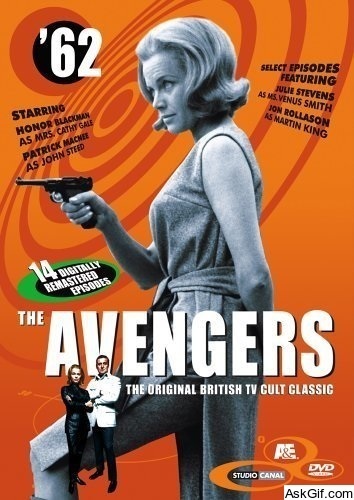 '62
STARRING
HONOR BLACKMAN
AS MRS. CATHY GALE
PATRICK MACNEE
AS JOHN STEED
SELECT EPISODES
FEATURING
JULIE STEVENS
AS MS. VENUS SMITH
JON ROLLASON
AS MARTIN KING
14 DIGITALLY
REMASTERED
EPISODES
THE AVENGERS
THE ORIGINAL BRITISH TV CULT CLASSIC
STUDIO CANAL
A&E
DVD
AskGif.com